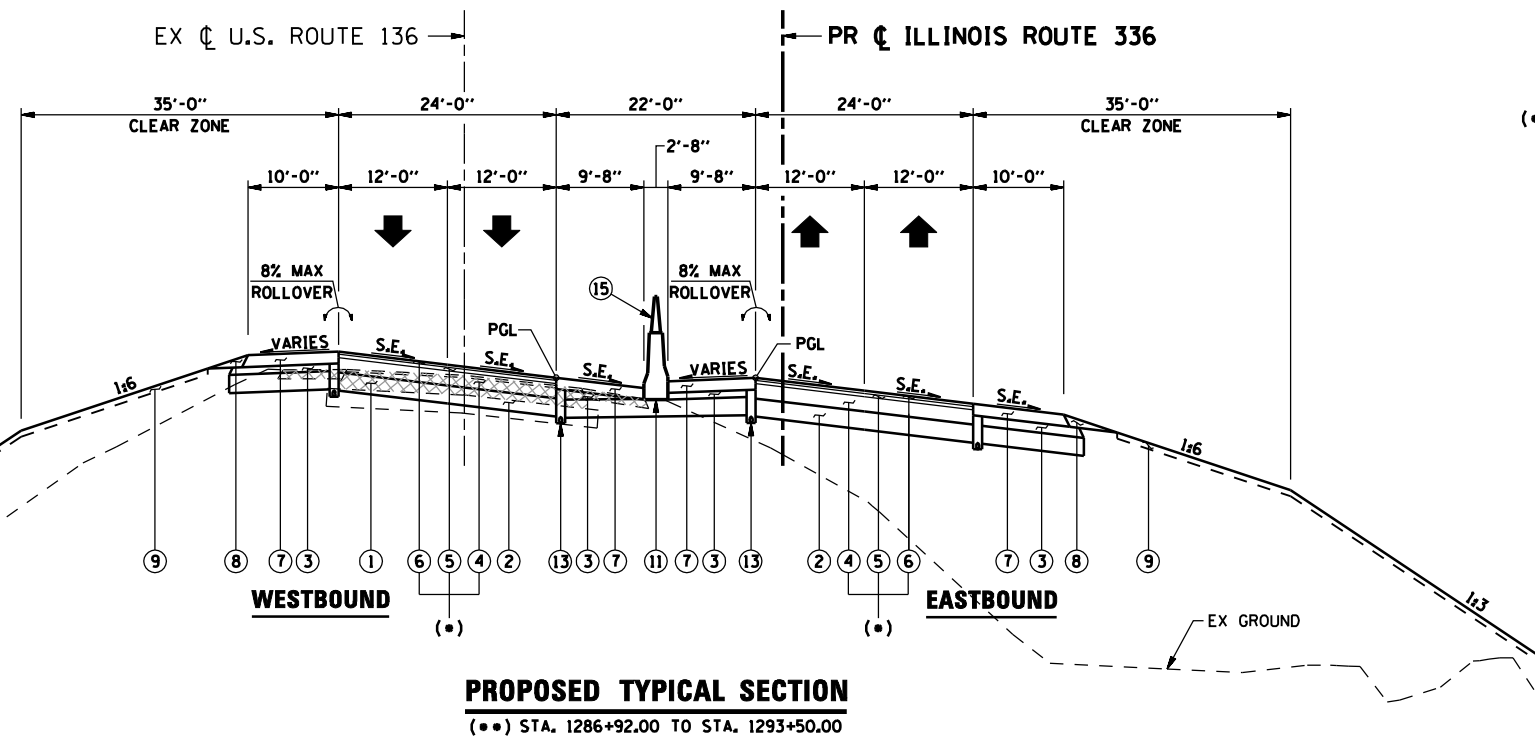 EX ℄ U.S. ROUTE 136
PR ℄ ILLINOIS ROUTE 336
35'-0" 24'-0" 22'-0" 24'-0" 35'-0"
CLEAR ZONE CLEAR ZONE
2'-8"
10'-0" 12'-0" 12'-0" 9'-8" 9'-8" 12'-0" 12'-0" 10'-0"
8% MAX
ROLLOVER
15
8% MAX
ROLLOVER
PGL PGL
VARIES S.E. S.E. S.E. VARIES S.E. S.E. S.E.
1:6 1:6
1:3
9 8 7 3 1 6 5 4 2 13 3 7 11 7 3 13 2 4 5 6 7 3 8 9
WESTBOUND EASTBOUND
(•) (•)
EX GROUND
PROPOSED TYPICAL SECTION
(••) STA. 1286+92.00 TO STA. 1293+50.00